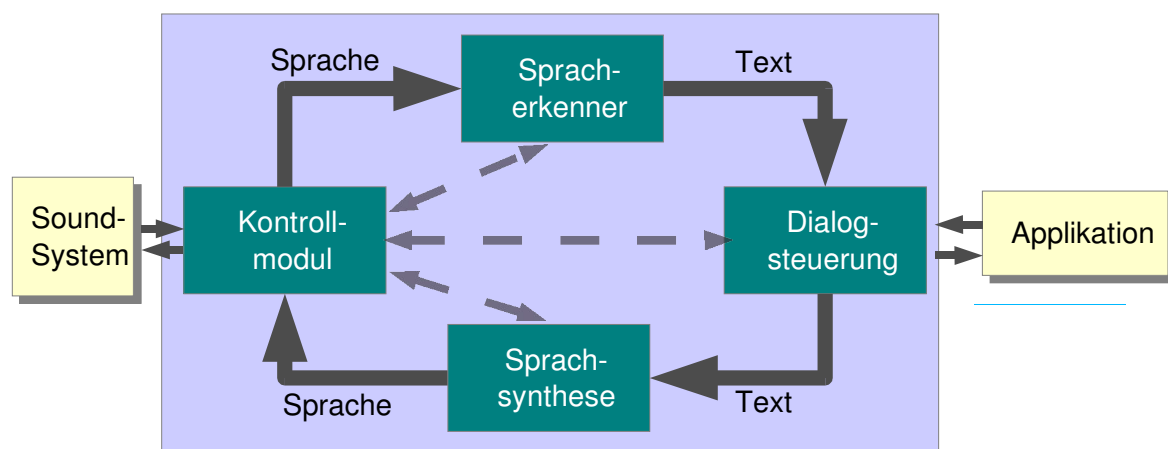 Sprache
Text
Sprach-
erkenner
Sound-
System
Kontroll-
modul
Dialog-
steuerung
Applikation
Sprach-
synthese
Sprache
Text